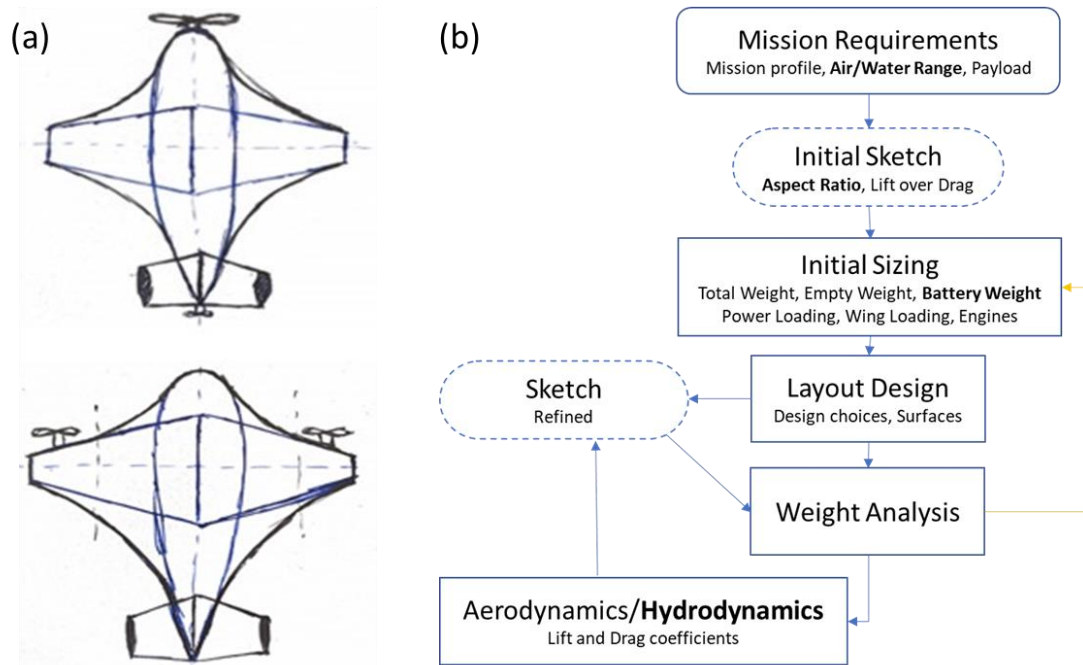 (a)
(b)
Mission Requirements
Mission profile, Air/Water Range, Payload
Initial Sketch
Aspect Ratio, Lift over Drag
Initial Sizing
Total Weight, Empty Weight, Battery Weight
Power Loading, Wing Loading, Engines
Sketch
Refined
Layout Design
Design choices, Surfaces
Weight Analysis
Aerodynamics/Hydrodynamics
Lift and Drag coefficients